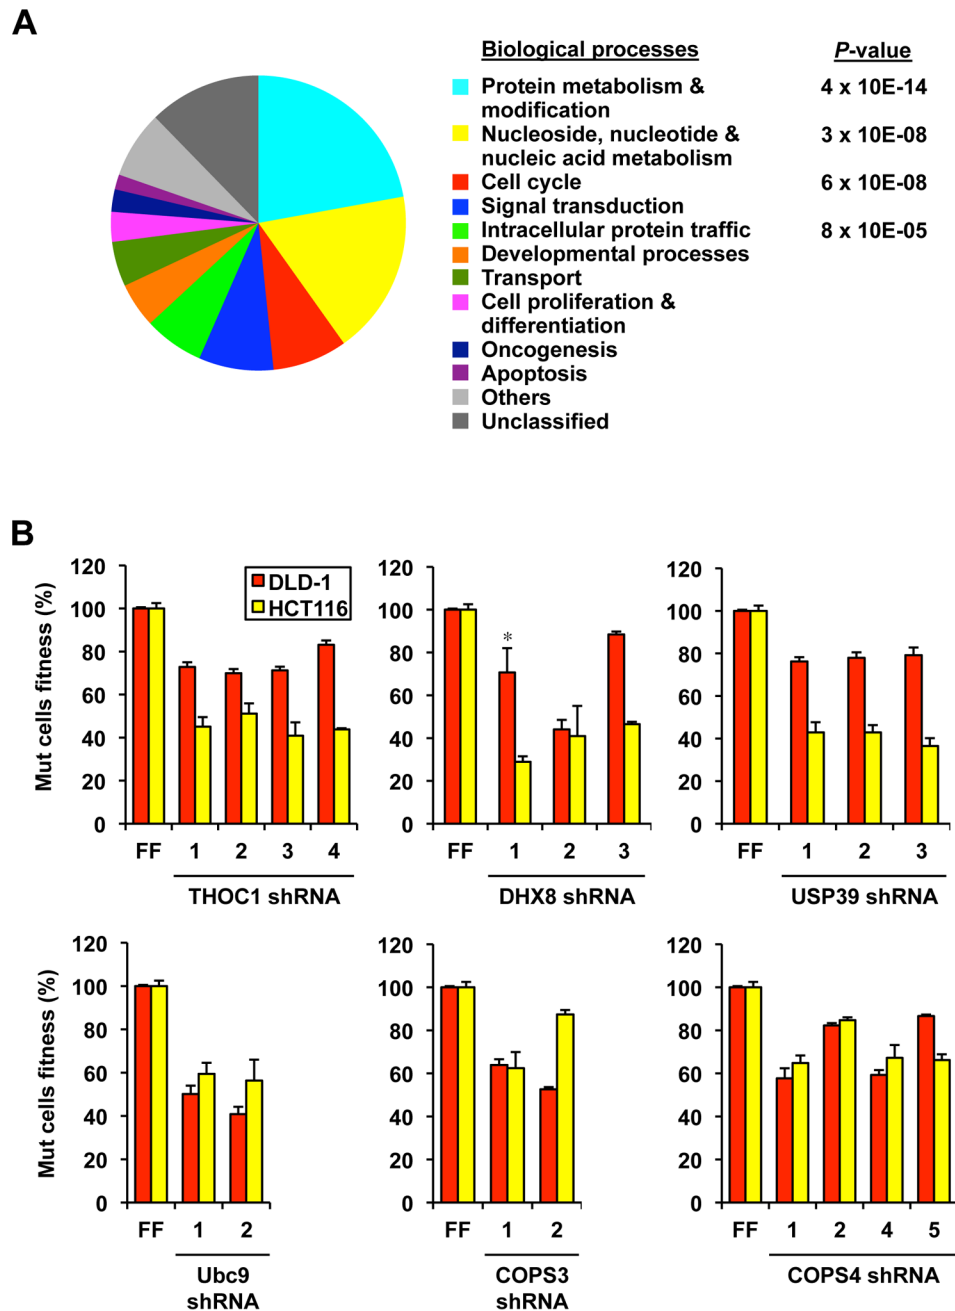 A
Biological processes P-value
Protein metabolism & 4 x 10E-14
modification
Nucleoside, nucleotide & 3 x 10E-08
nucleic acid metabolism
Cell cycle 6 x 10E-08
Signal transduction
Intracellular protein traffic 8 x 10E-05
Developmental processes
Transport
Cell proliferation &
differentiation
Oncogenesis
Apoptosis
Others
Unclassified
B
Mut cells fitness (%)
120
100
80
60
40
20
0
DLD-1
HCT116
FF 1 2 3 4
THOC1 shRNA
120
100
80
60
40
20
0
*
FF 1 2 3
DHX8 shRNA
120
100
80
60
40
20
0
FF 1 2 3
USP39 shRNA
Mut cells fitness (%)
120
100
80
60
40
20
0
FF 1 2
Ubc9
shRNA
120
100
80
60
40
20
0
FF 1 2
COPS3
shRNA
120
100
80
60
40
20
0
FF 1 2 4 5
COPS4 shRNA